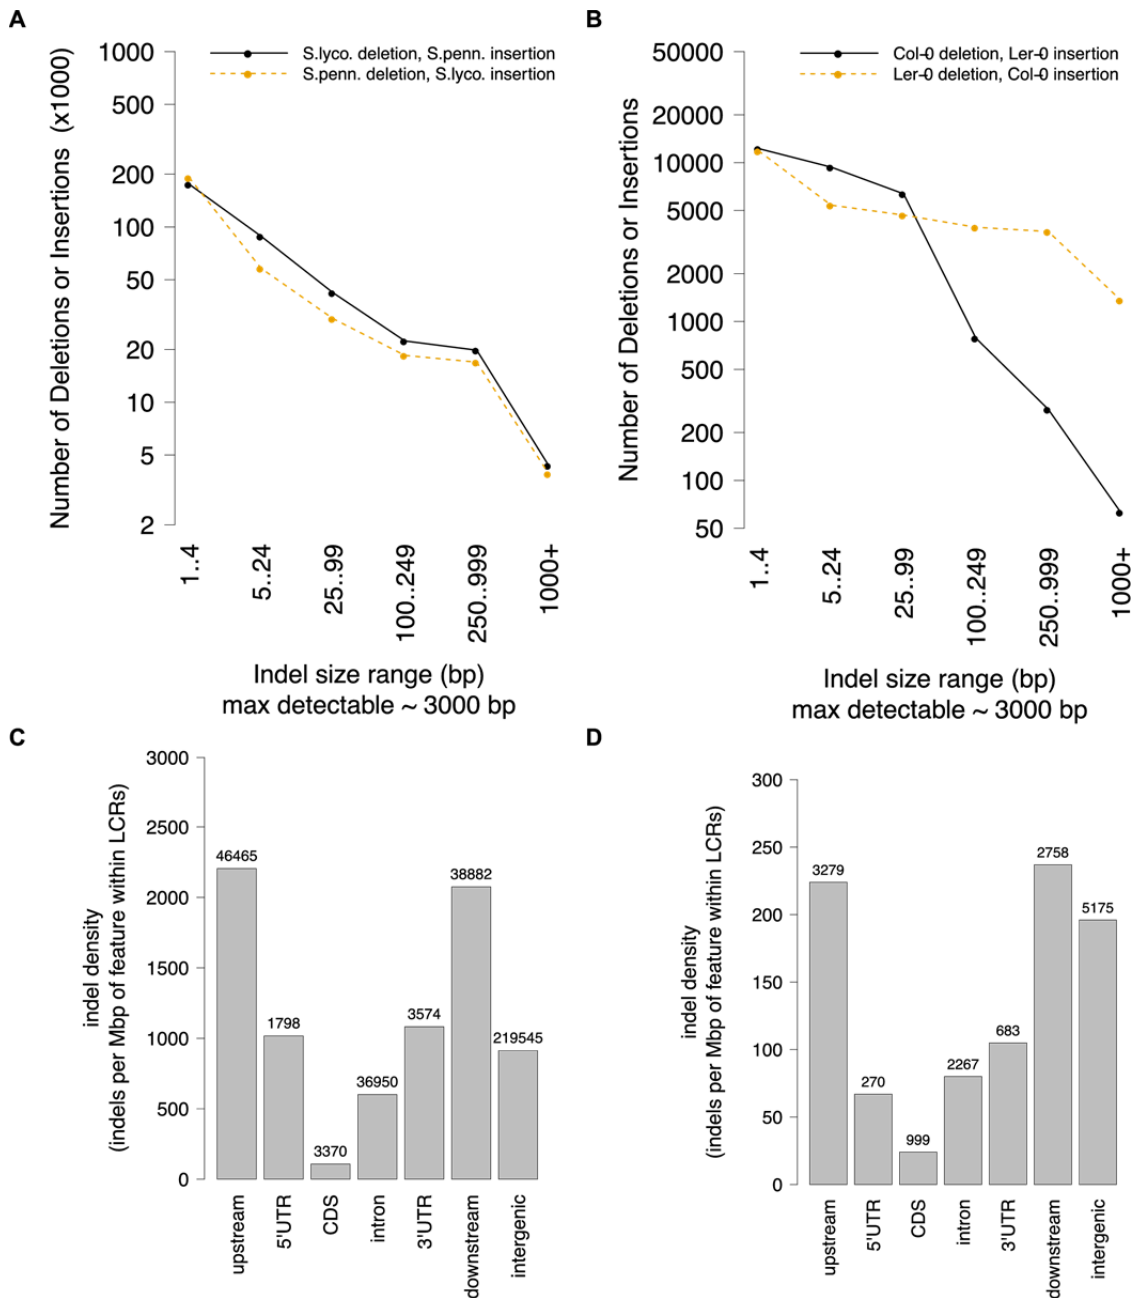 A
S.lyco. deletion, S.penn. insertion
S.penn. deletion, S.lyco. insertion
Number of Deletions or Insertions (x1000)
1000
500
200
100
50
20
10
5
2
1..4
5..24
25..99
100..249
250..999
1000+
Indel size range (bp)
max detectable ~ 3000 bp
B
Col-0 deletion, Ler-0 insertion
Ler-0 deletion, Col-0 insertion
Number of Deletions or Insertions
50000
20000
10000
5000
2000
1000
500
200
100
50
1..4
5..24
25..99
100..249
250..999
1000+
Indel size range (bp)
max detectable ~ 3000 bp
C
indel density
(indels per Mbp of feature within LCRs)
3000
2500
2000
1500
1000
500
0
46465
1798
3370
36950
3574
38882
219545
upstream
5'UTR
CDS
intron
3'UTR
downstream
intergenic
D
indel density
(indels per Mbp of feature within LCRs)
300
250
200
150
100
50
0
3279
270
999
2267
683
2758
5175
upstream
5'UTR
CDS
intron
3'UTR
downstream
intergenic